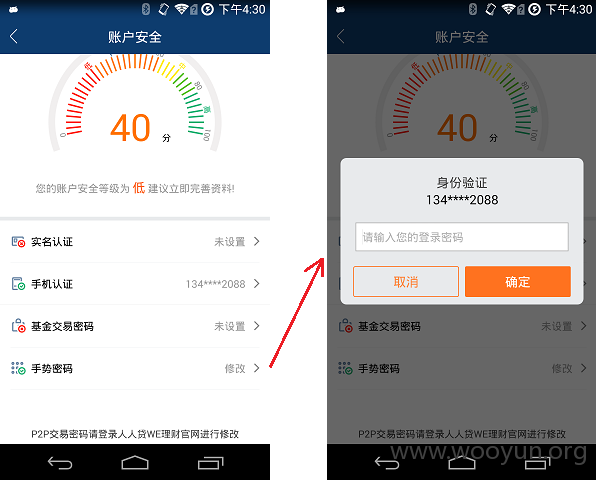 下午4:30
账户安全
0
低
中
80
高
100
40 分
您的账户安全等级为 低 建议立即完善资料!
实名认证 未设置
手机认证 134****2088
基金交易密码 未设置
手势密码 修改
P2P交易密码请登录人人贷WE理财官网进行修改
下午4:30
账户安全
0
低
中
80
高
100
40 分
身份验证
134****2088
请输入您的登录密码
取消 确定
基金交易密码 未设置
手势密码 修改
P2P交易密码请登录人人贷WE理财官网进行修改
www.wooyun.org